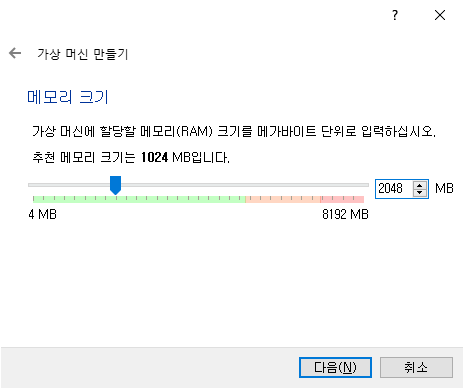 ?
가상 머신 만들기
메모리 크기
가상 머신에 할당할 메모리(RAM) 크기를 메가바이트 단위로 입력하십시오.
추천 메모리 크기는 1024 MB입니다.
2048 MB
4 MB 8192 MB
다음(N) 취소